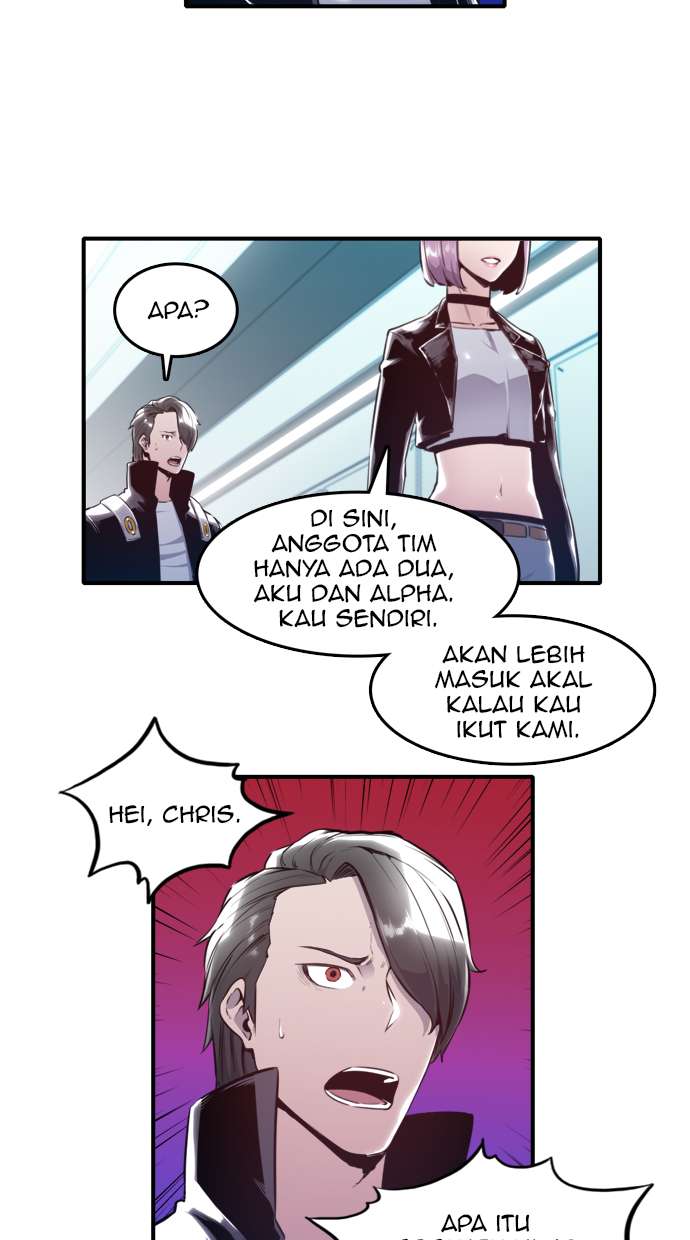 APA?
DI SINI,
ANGGOTA TIM
HANYA ADA DUA,
AKU DAN ALPHA.
KAU SENDIRI.
AKAN LEBIH
MASUK AKAL
KALAU KAU
IKUT KAMI.
HEI, CHRIS.
APA ITU